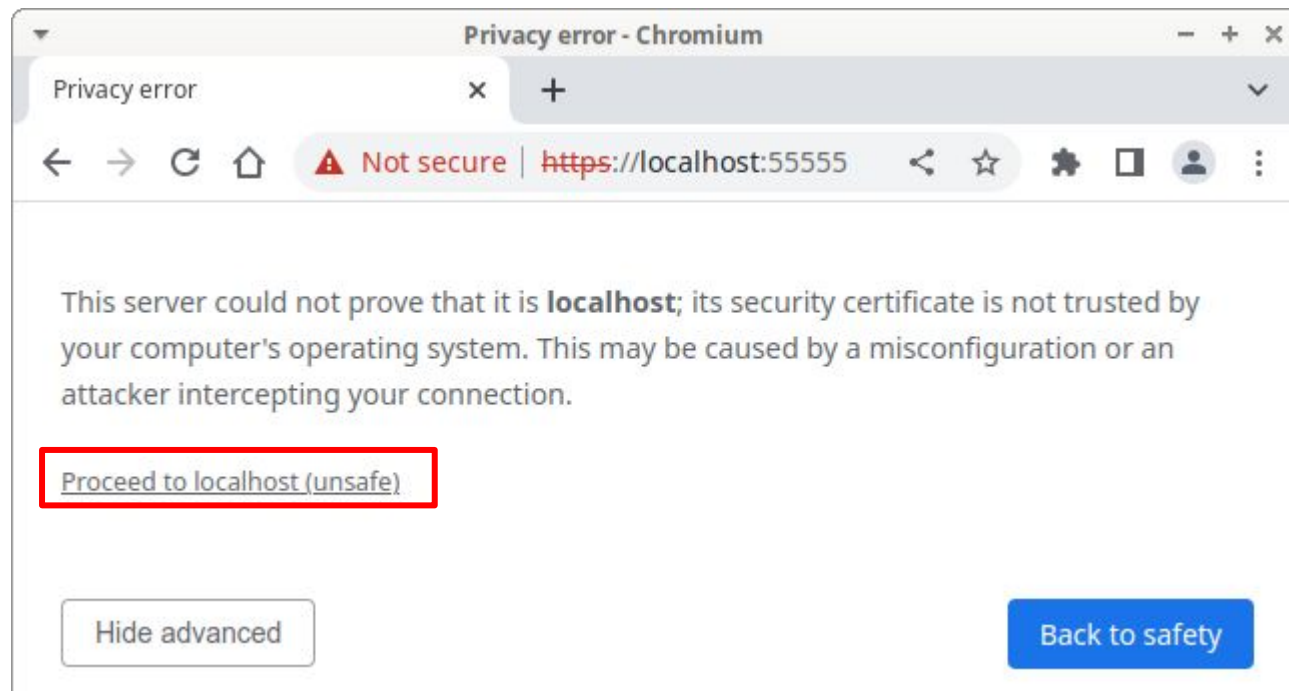 Privacy error - Chromium
Privacy error
Not secure | https://localhost:55555
This server could not prove that it is localhost; its security certificate is not trusted by
your computer's operating system. This may be caused by a misconfiguration or an
attacker intercepting your connection.
Proceed to localhost (unsafe)
Hide advanced
Back to safety